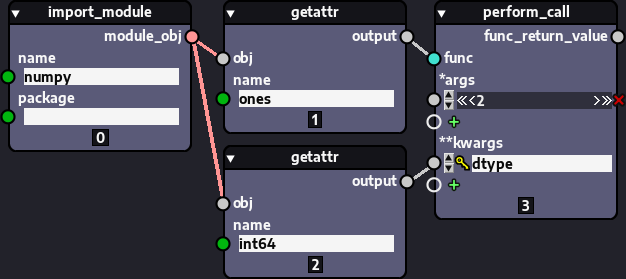 import_module
module_obj
name
numpy
package
0
getattr
output
obj
name
ones
1
getattr
output
obj
name
int64
2
perform_call
func_return_value
func
*args
2
**kwargs
dtype
3